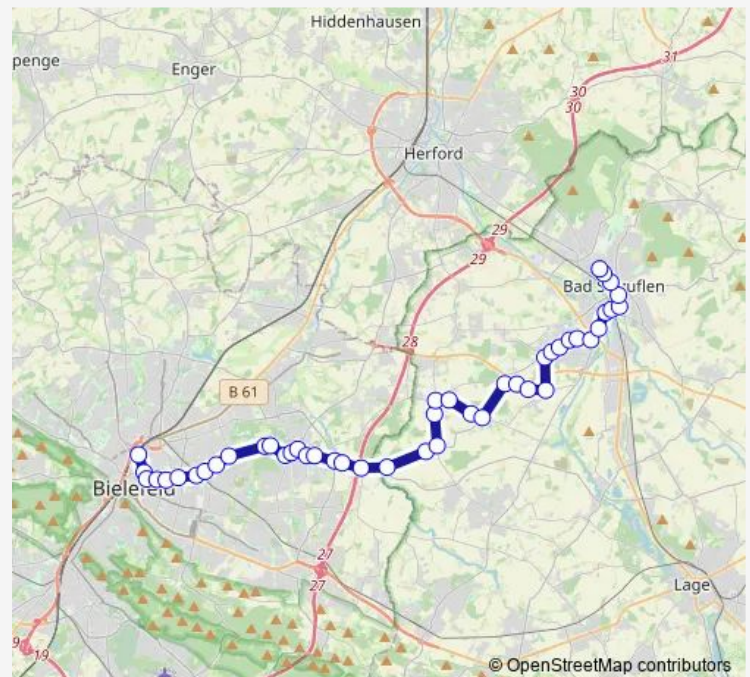 Hiddenhausen
penge
Enger
31
30
30
Herford
29
29
Bad S uflen
28
B 61
Bielefeld
27
27
Lage
9
19
© OpenStreetMap contributors